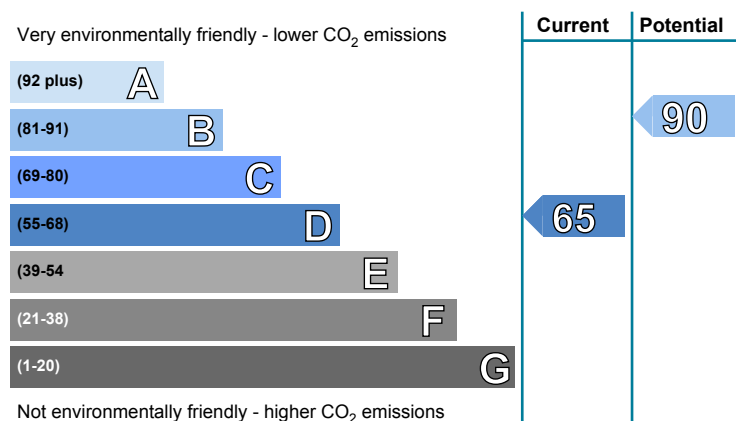 Current Potential
Very environmentally friendly - lower CO₂ emissions
(92 plus) A
(81-91) B 90
(69-80) C
(55-68) D 65
(39-54 E
(21-38) F
(1-20) G
Not environmentally friendly - higher CO₂ emissions